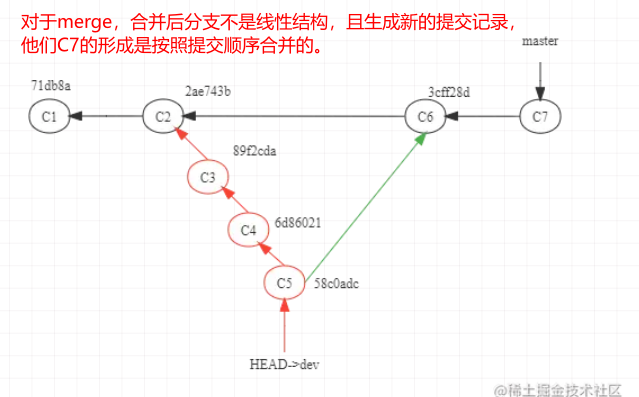 对于merge，合并后分支不是线性结构，且生成新的提交记录，
他们C7的形成是按照提交顺序合并的。
master
71db8a
2ae743b
3cff28d
C1
C2
C6
C7
89f2cda
C3
6d86021
C4
C5
58c0adc
HEAD->dev
@稀土掘金技术社区